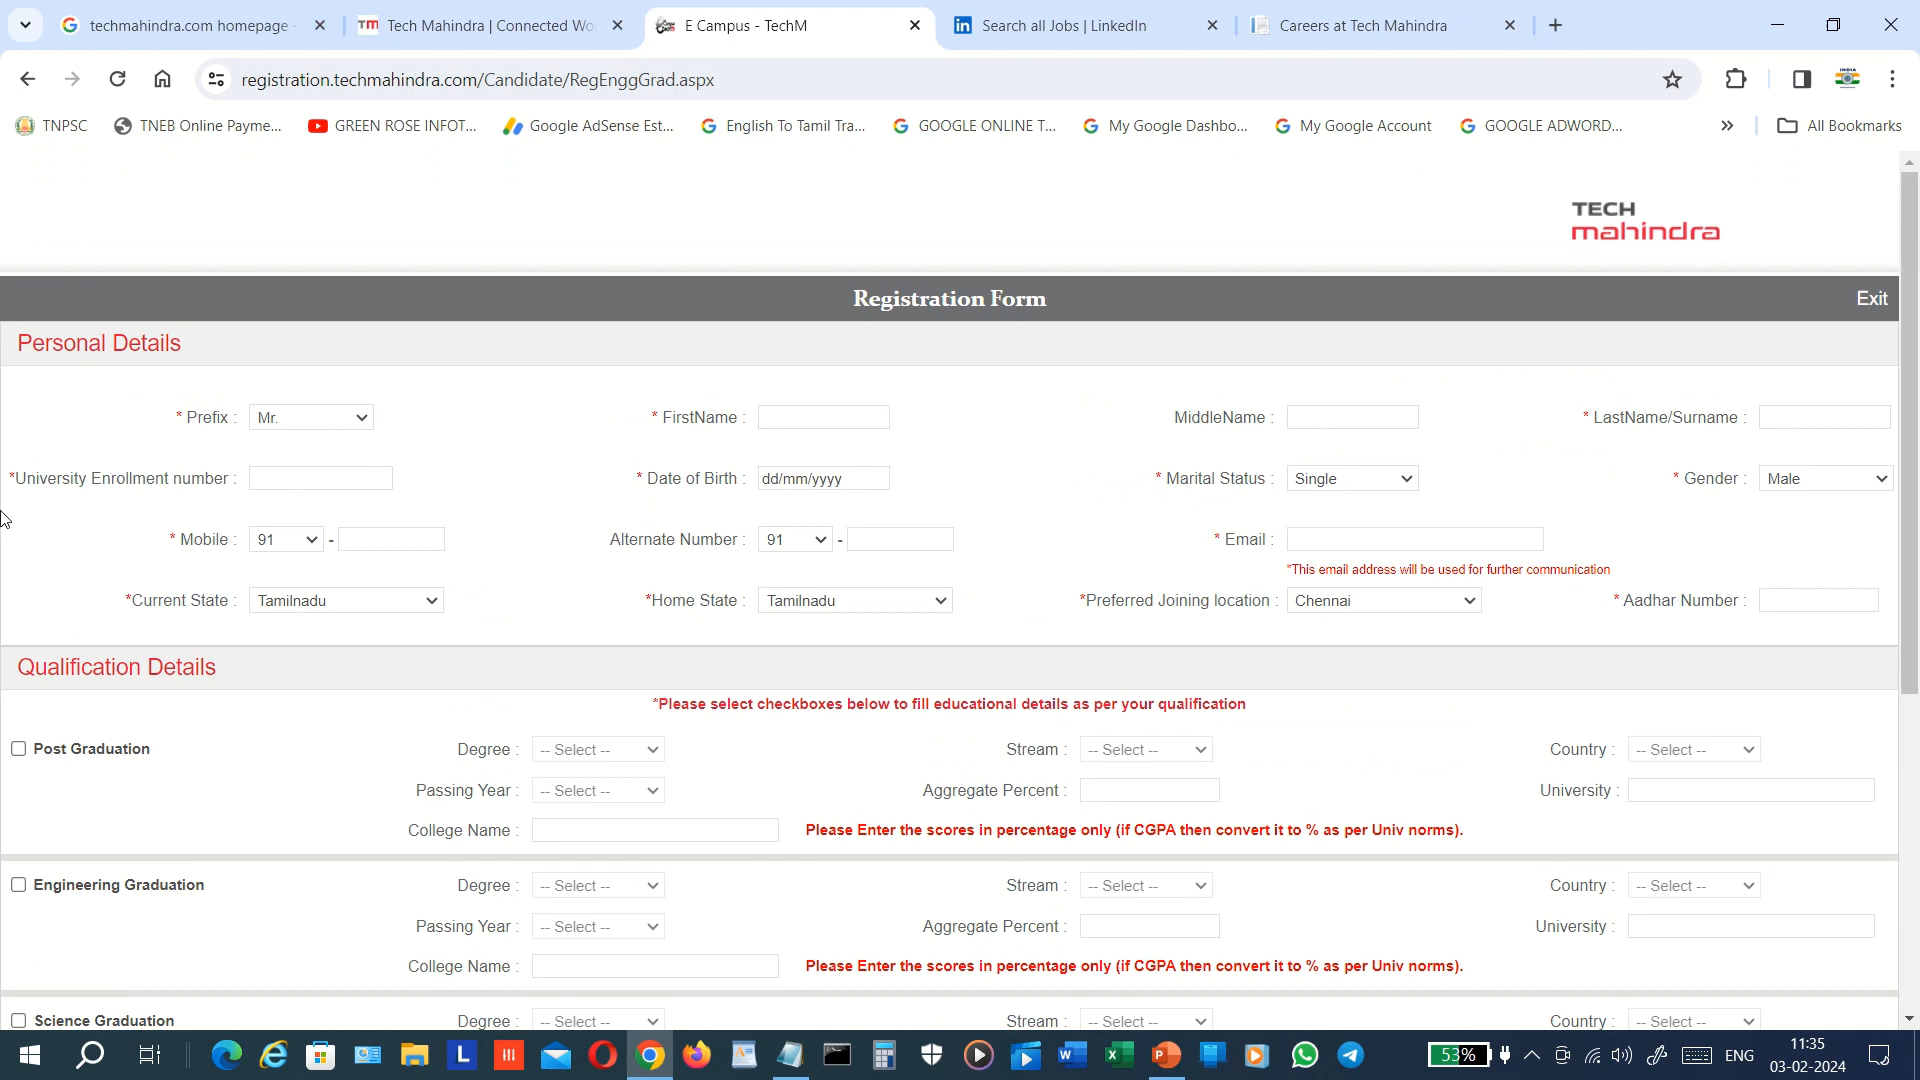 techmahindra.com homepage -
Tech Mahindra | Connected Wo
E Campus - TechM
Search all Jobs | LinkedIn
Careers at Tech Mahindra
registration.techmahindra.com/Candidate/RegEnggGrad.aspx
TNPSC
TNEB Online Payme...
GREEN ROSE INFOT...
Google AdSense Est...
English To Tamil Tra...
GOOGLE ONLINE T...
My Google Dashbo...
My Google Account
GOOGLE ADWORD...
All Bookmarks
TECH
mahindra
Registration Form
Exit
Personal Details
* Prefix : Mr.
* FirstName :
MiddleName :
* LastName/Surname :
*University Enrollment number :
* Date of Birth : dd/mm/yyyy
* Marital Status : Single
* Gender : Male
* Mobile : 91 -
Alternate Number : 91 -
* Email :
*This email address will be used for further communication
*Current State : Tamilnadu
*Home State : Tamilnadu
*Preferred Joining location : Chennai
* Aadhar Number :
Qualification Details
*Please select checkboxes below to fill educational details as per your qualification
Post Graduation
Degree : -- Select --
Stream : -- Select --
Country : -- Select --
Passing Year : -- Select --
Aggregate Percent :
University :
College Name :
Please Enter the scores in percentage only (if CGPA then convert it to % as per Univ norms).
Engineering Graduation
Degree : -- Select --
Stream : -- Select --
Country : -- Select --
Passing Year : -- Select --
Aggregate Percent :
University :
College Name :
Please Enter the scores in percentage only (if CGPA then convert it to % as per Univ norms).
Science Graduation
Degree : -- Select --
Stream : -- Select --
Country : -- Select --
53%
ENG
11:35
03-02-2024